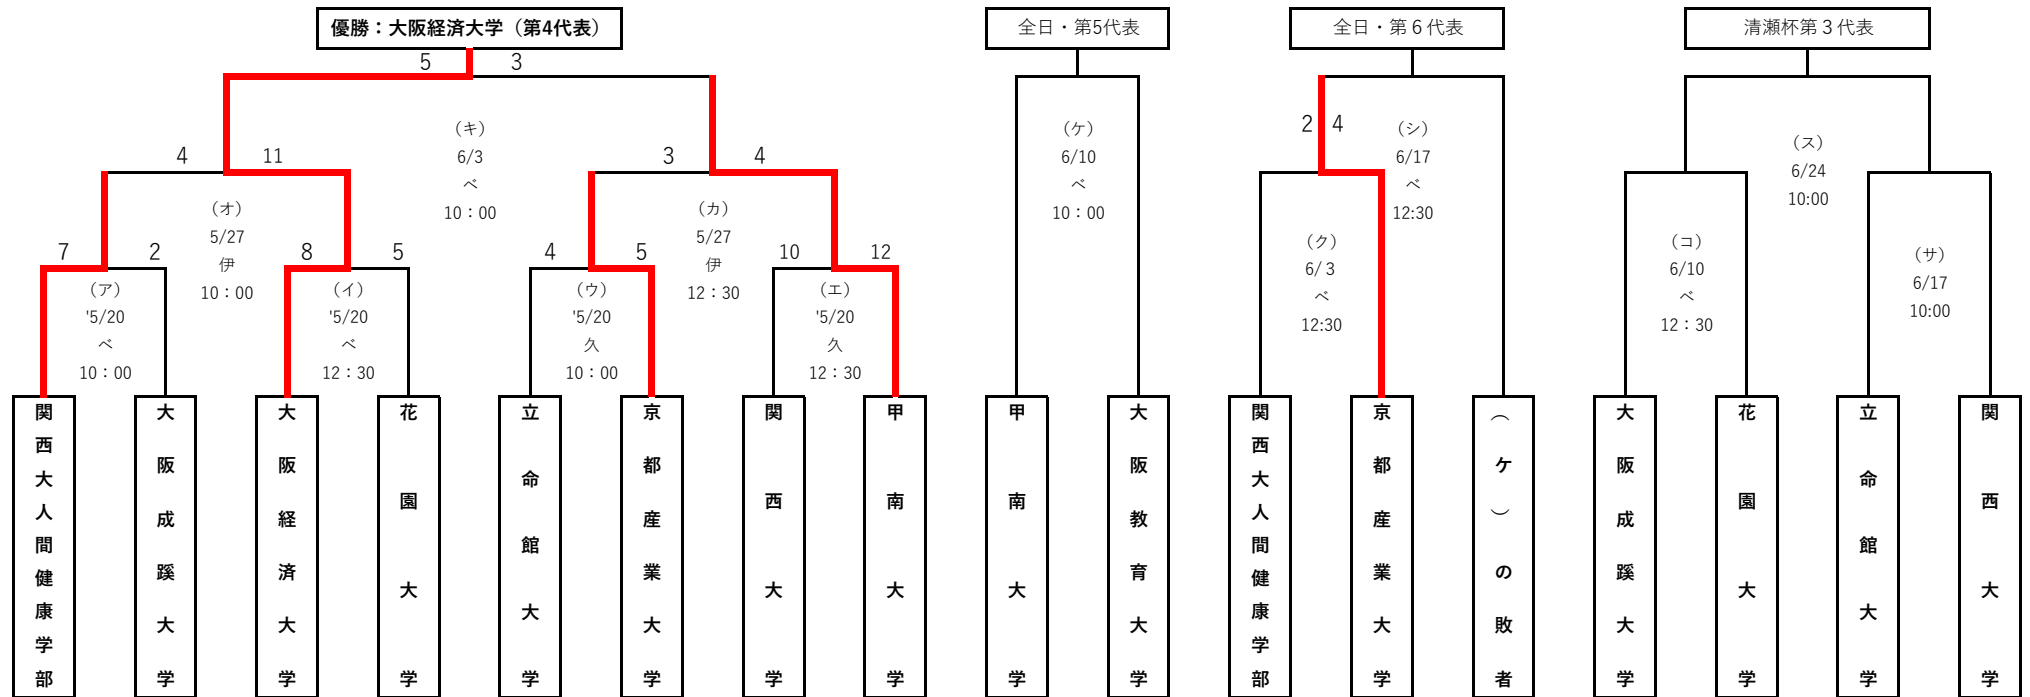 優勝：大阪経済大学（第4代表）
全日・第5代表
全日・第６代表
清瀬杯第３代表
5 3
4 11
（キ）
6/3
べ
10：00
3 4
7 2
（オ）
5/27
伊
10：00
8 5
4 5
（カ）
5/27
伊
12：30
10 12
（ア）
'5/20
べ
10：00
（イ）
'5/20
べ
12：30
（ウ）
'5/20
久
10：00
（エ）
'5/20
久
12：30
（ケ）
6/10
べ
10：00
2 4
（シ）
6/17
べ
12:30
（ク）
6/３
べ
12:30
（ス）
6/24
10:00
（コ）
6/10
べ
12：30
（サ）
6/17
10:00
関西大人間健康学部
大阪成蹊大学
大阪経済大学
花園大学
立命館大学
京都産業大学
関西大学
甲南大学
甲南大学
大阪教育大学
関西大人間健康学部
京都産業大学
（ケ）の敗者
大阪成蹊大学
花園大学
立命館大学
関西大学